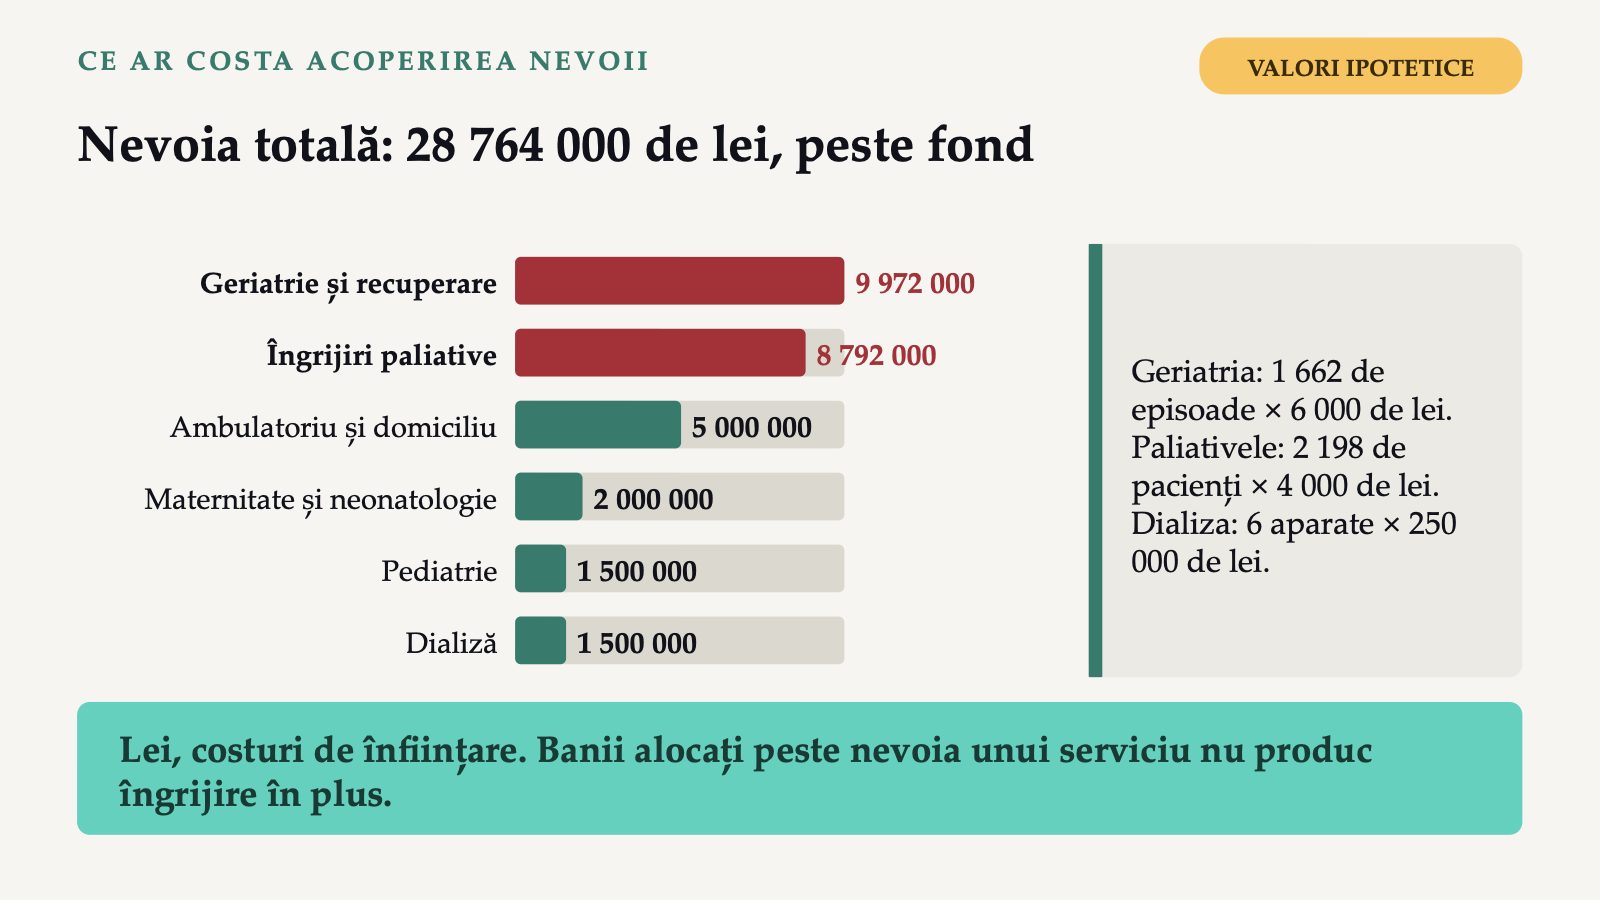 CE AR COSTA ACOPERIREA NEVOII
VALORI IPOTETICE
Nevoia totală: 28 764 000 de lei, peste fond
Geriatrie și recuperare
9 972 000
Îngrijiri paliative
8 792 000
Ambulatoriu și domiciliu
5 000 000
Maternitate și neonatologie
2 000 000
Pediatrie
1 500 000
Dializă
1 500 000
Geriatria: 1 662 de
episoade × 6 000 de lei.
Paliativele: 2 198 de
pacienți × 4 000 de lei.
Dializa: 6 aparate × 250
000 de lei.
Lei, costuri de înființare. Banii alocați peste nevoia unui serviciu nu produc
îngrijire în plus.